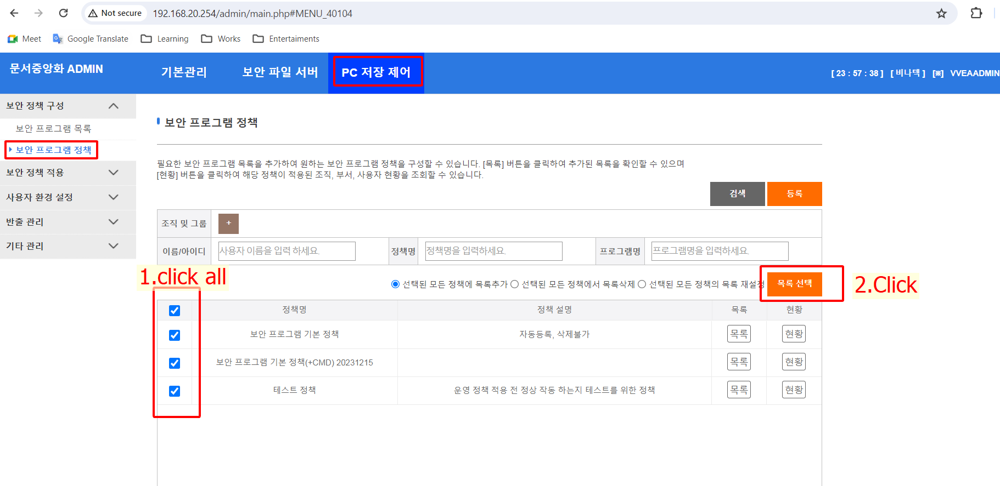 Not secure 192.168.20.254/admin/main.php#MENU_40104
Meet Google Translate Learning Works Entertaiments
문서중앙화 ADMIN 기본관리 보안 파일 서버 PC 저장 제어 [ 23 : 57 : 38 ] [ 비나텍 ] [※] VVEAADMIN
보안 정책 구성
보안 프로그램 목록
보안 프로그램 정책
보안 정책 적용
사용자 환경 설정
반출 관리
기타 관리
보안 프로그램 정책
필요한 보안 프로그램 목록을 추가하여 원하는 보안 프로그램 정책을 구성할 수 있습니다. [목록] 버튼을 클릭하여 추가된 목록을 확인할 수 있으며
[현황] 버튼을 클릭하여 해당 정책이 적용된 조직, 부서, 사용자 현황을 조회할 수 있습니다.
검색 등록
조직 및 그룹 +
이름/아이디 사용자 이름을 입력 하세요. 정책명 정책명을 입력하세요. 프로그램명 프로그램명을 입력하세요.
1.click all
선택된 모든 정책에 목록추가 선택된 모든 정책에서 목록삭제 선택된 모든 정책의 목록 재설정 목록 선택
2.Click
정책명 정책 설명 목록 현황
보안 프로그램 기본 정책 자동등록, 삭제불가 목록 현황
보안 프로그램 기본 정책(+CMD) 20231215 목록 현황
테스트 정책 운영 정책 적용 전 정상 작동 하는지 테스트를 위한 정책 목록 현황